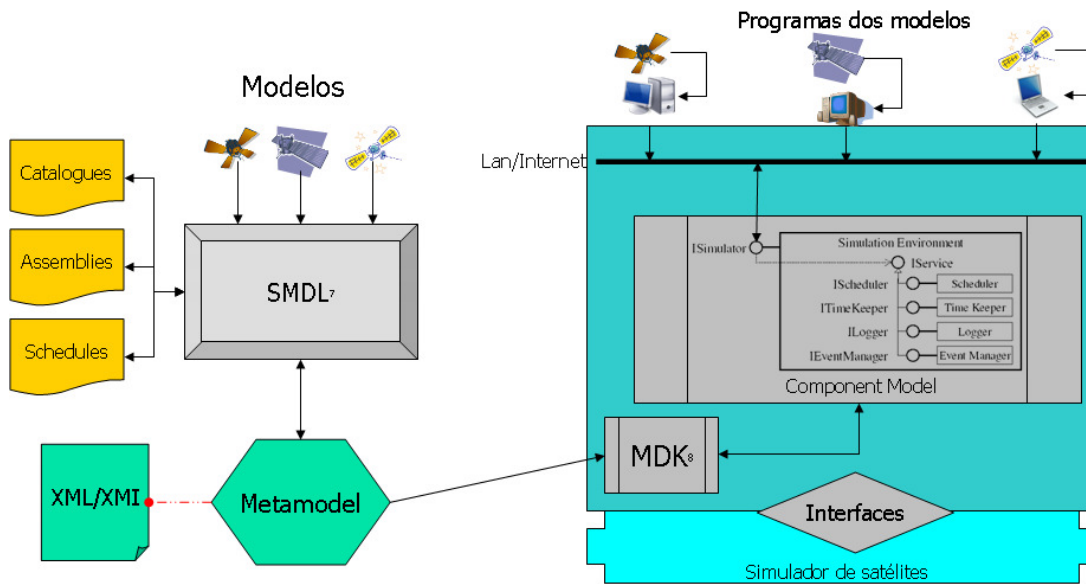 Programas dos modelos
Modelos
Lan/Internet
Catalogues
Assemblies
Schedules
SMDL7
ISimulator
Simulation Environment
IService
IScheduler
Scheduler
ITimeKeeper
Time Keeper
ILogger
Logger
IEventManager
Event Manager
Component Model
XML/XMI
Metamodel
MDK8
Interfaces
Simulador de satélites